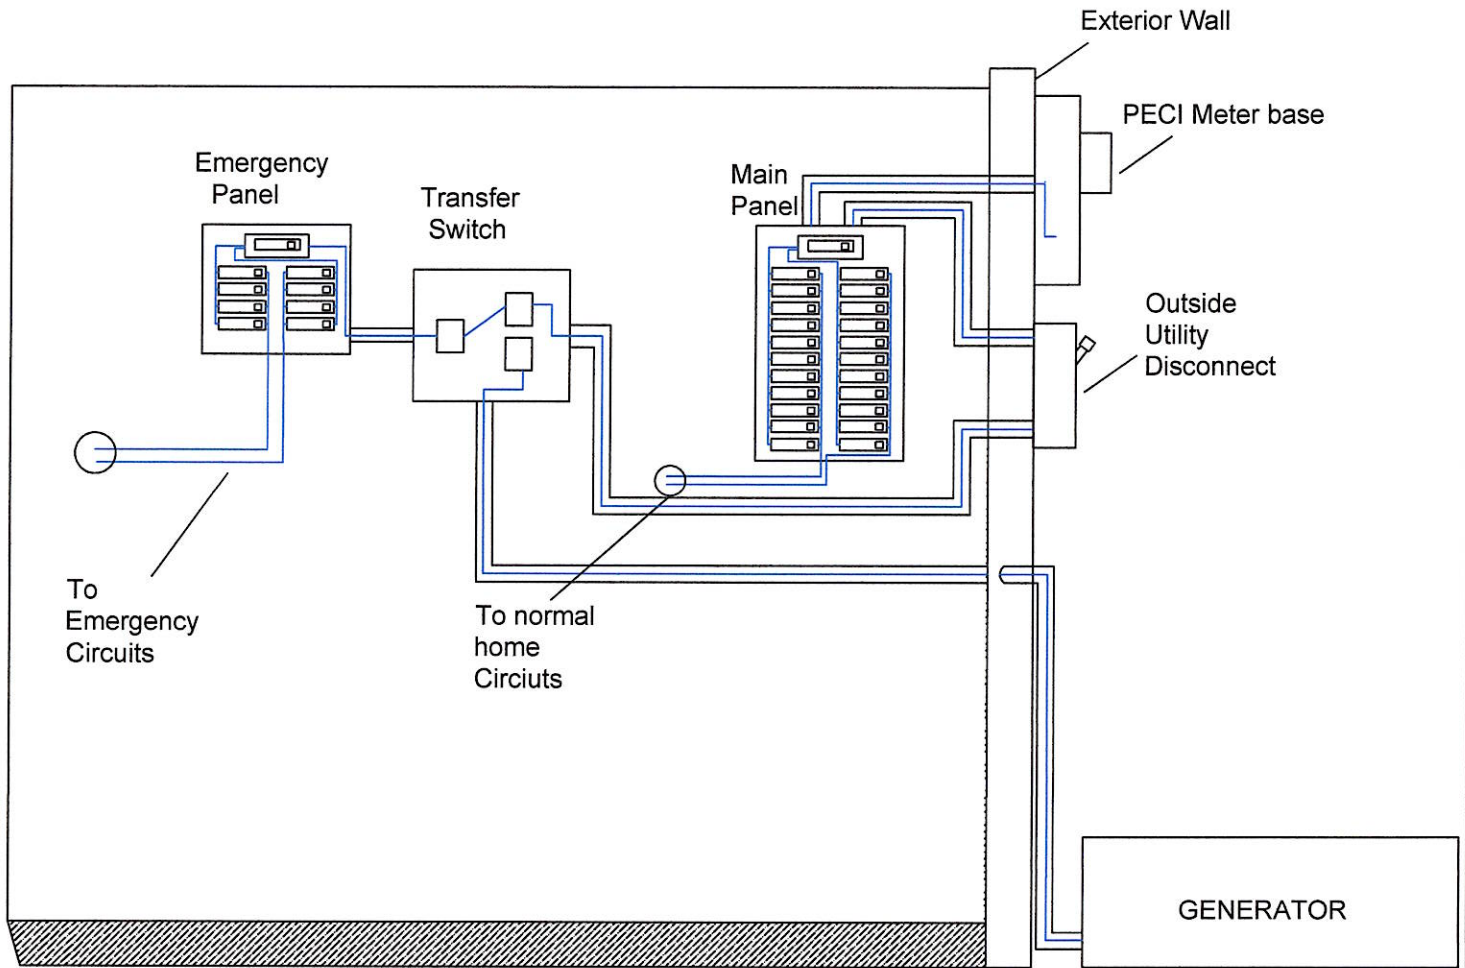 Exterior Wall
PECI Meter base
Emergency
Panel
Transfer
Switch
Main
Panel
Outside
Utility
Disconnect
To
Emergency
Circuits
To normal
home
Circiuts
GENERATOR